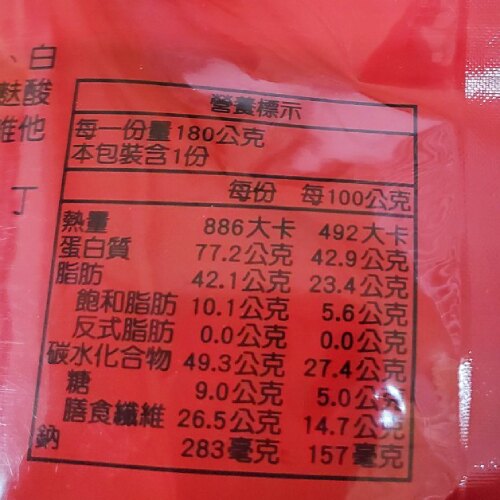 、白
麩酸
維他
丁
營養標示
每一份量180公克
本包裝含1份
每份 每100公克
熱量 886大卡 492大卡
蛋白質 77.2公克 42.9公克
脂肪 42.1公克 23.4公克
飽和脂肪 10.1公克 5.6公克
反式脂肪 0.0公克 0.0公克
碳水化合物 49.3公克 27.4公克
糖 9.0公克 5.0公克
膳食纖維 26.5公克 14.7公克
鈉 283毫克 157毫克